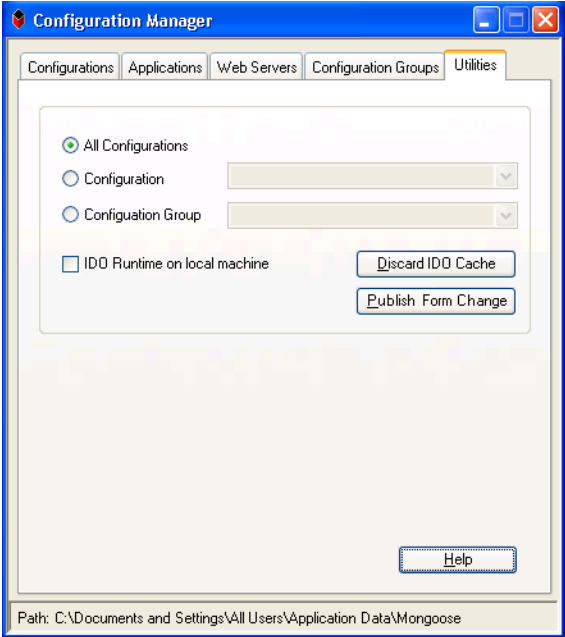 Configuration Manager
Configurations Applications Web Servers Configuration Groups Utilities
All Configurations
Configuration
Configuation Group
IDO Runtime on local machine Discard IDO Cache
Publish Form Change
Help
Path: C:\Documents and Settings\All Users\Application Data\Mongoose